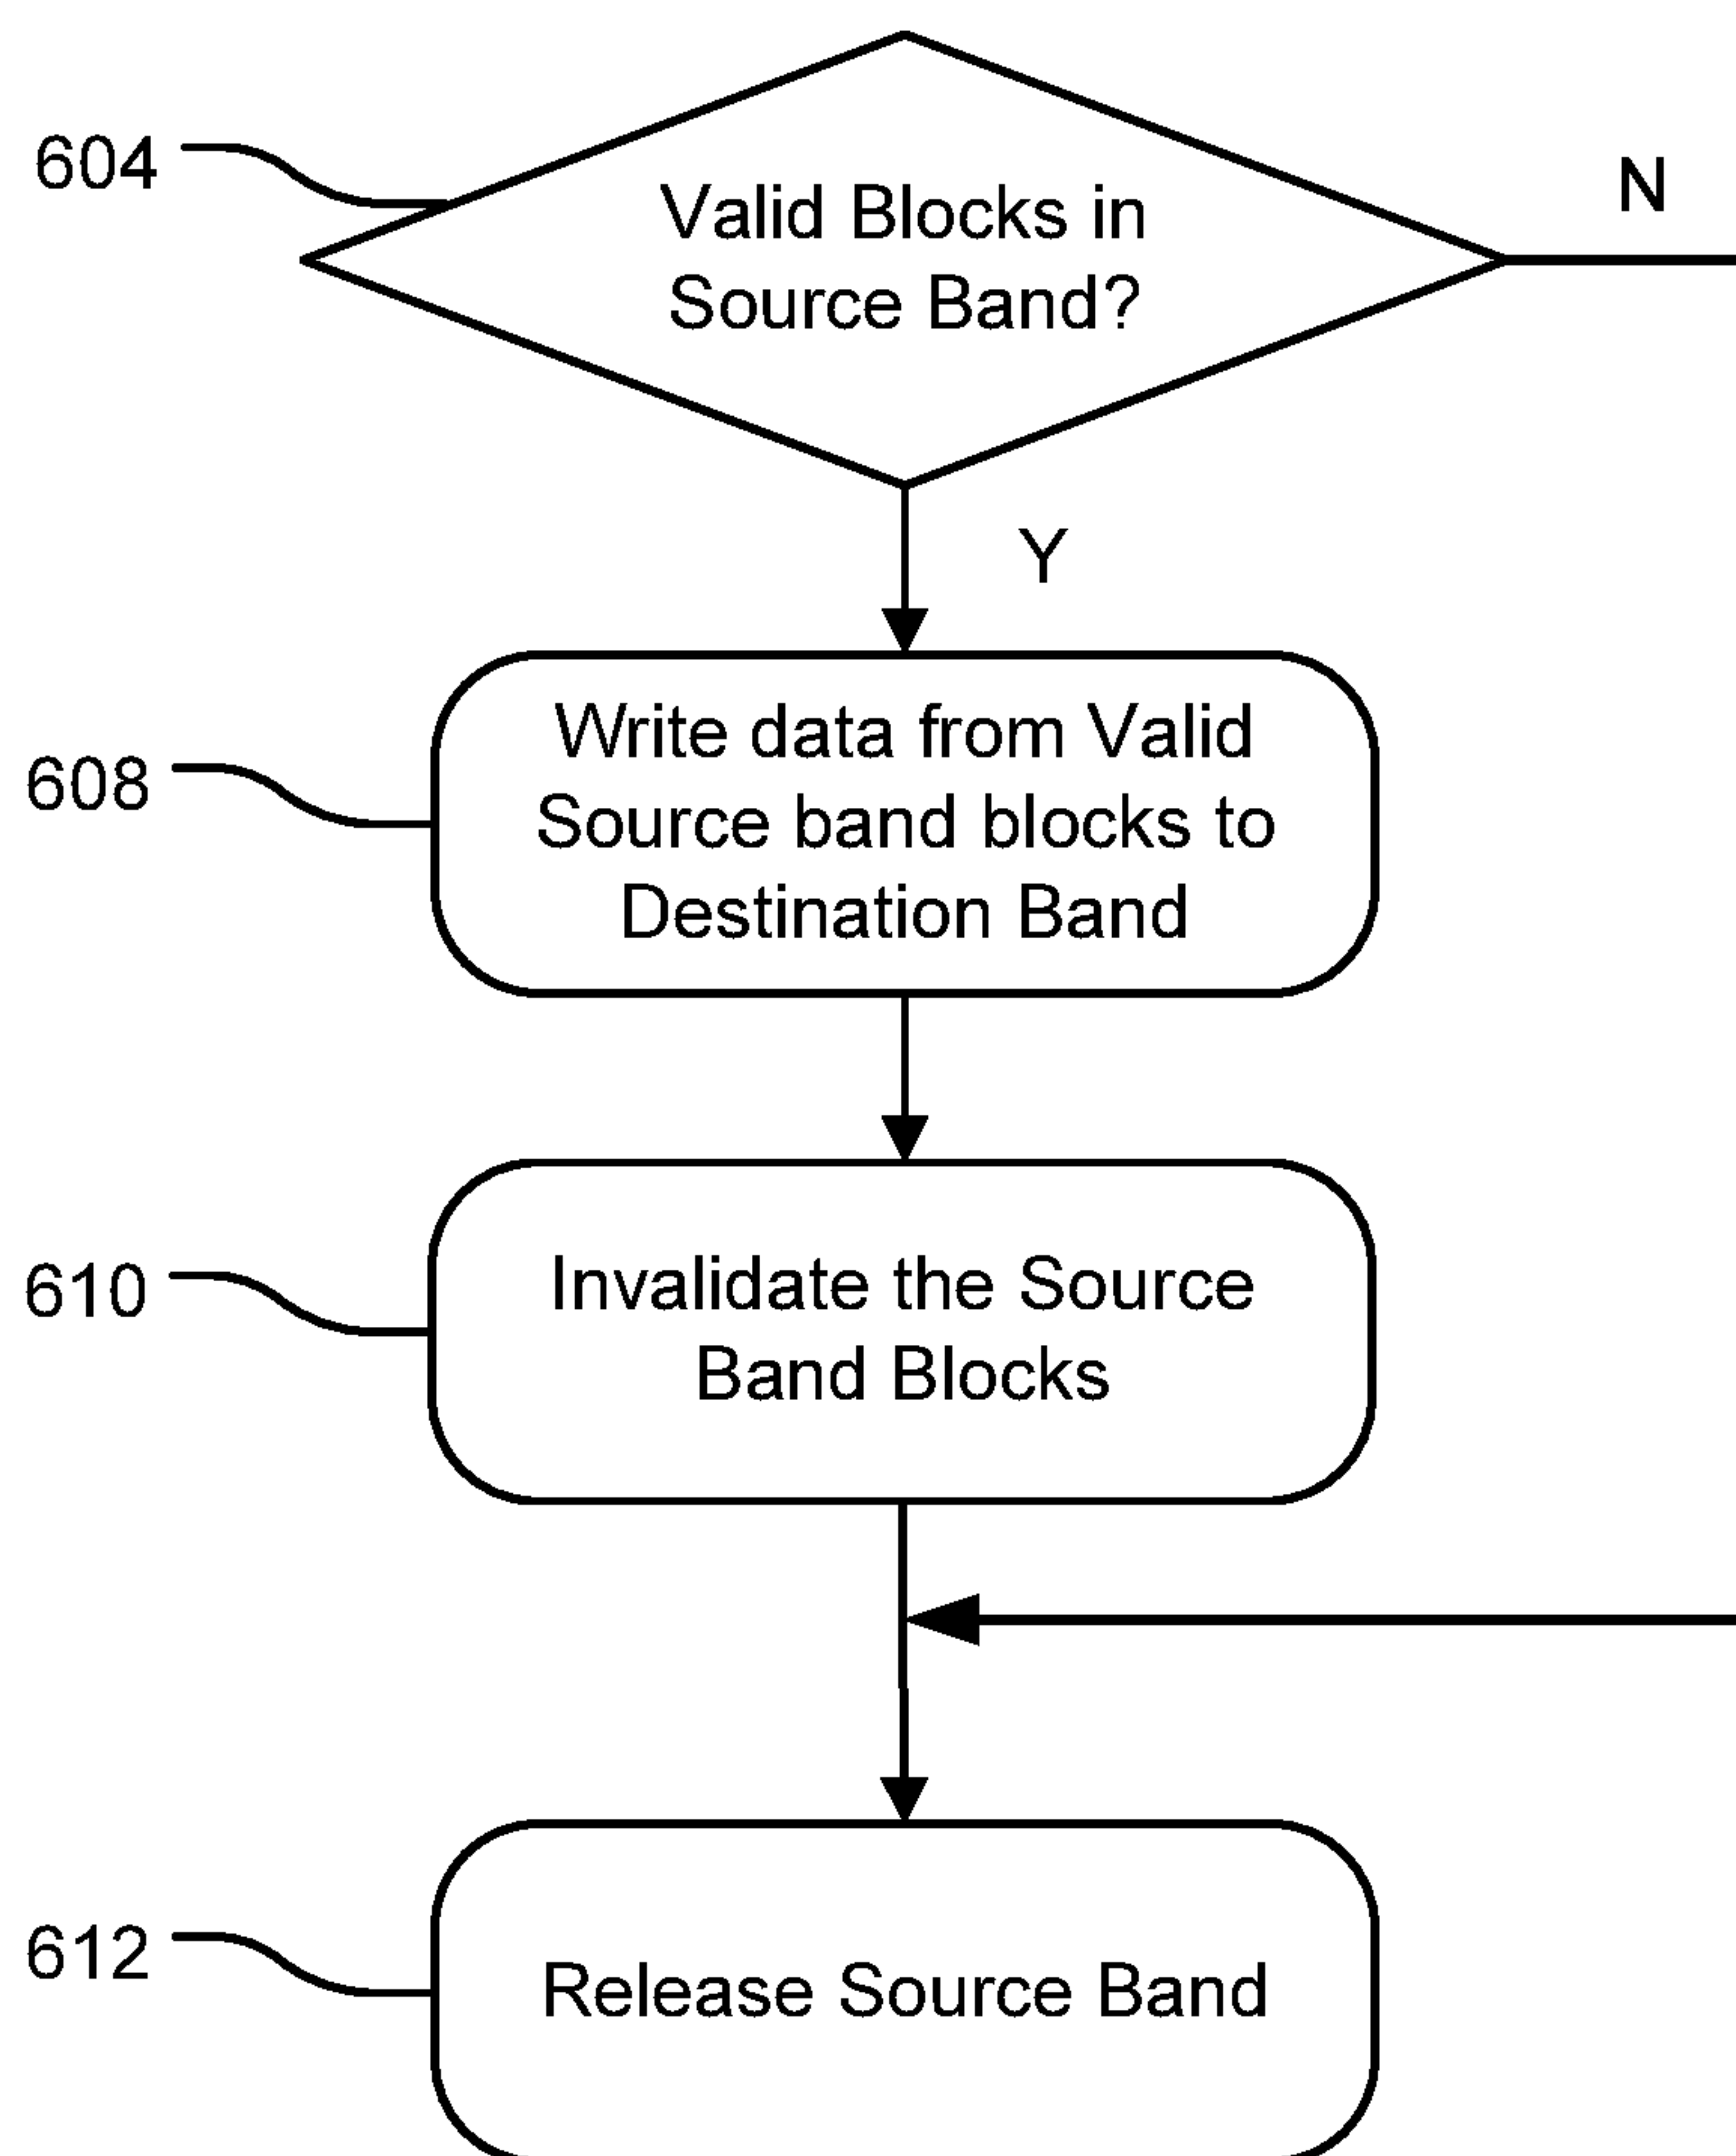 604
Valid Blocks in
Source Band?
N
Y
608
Write data from Valid
Source band blocks to
Destination Band
610
Invalidate the Source
Band Blocks
612
Release Source Band